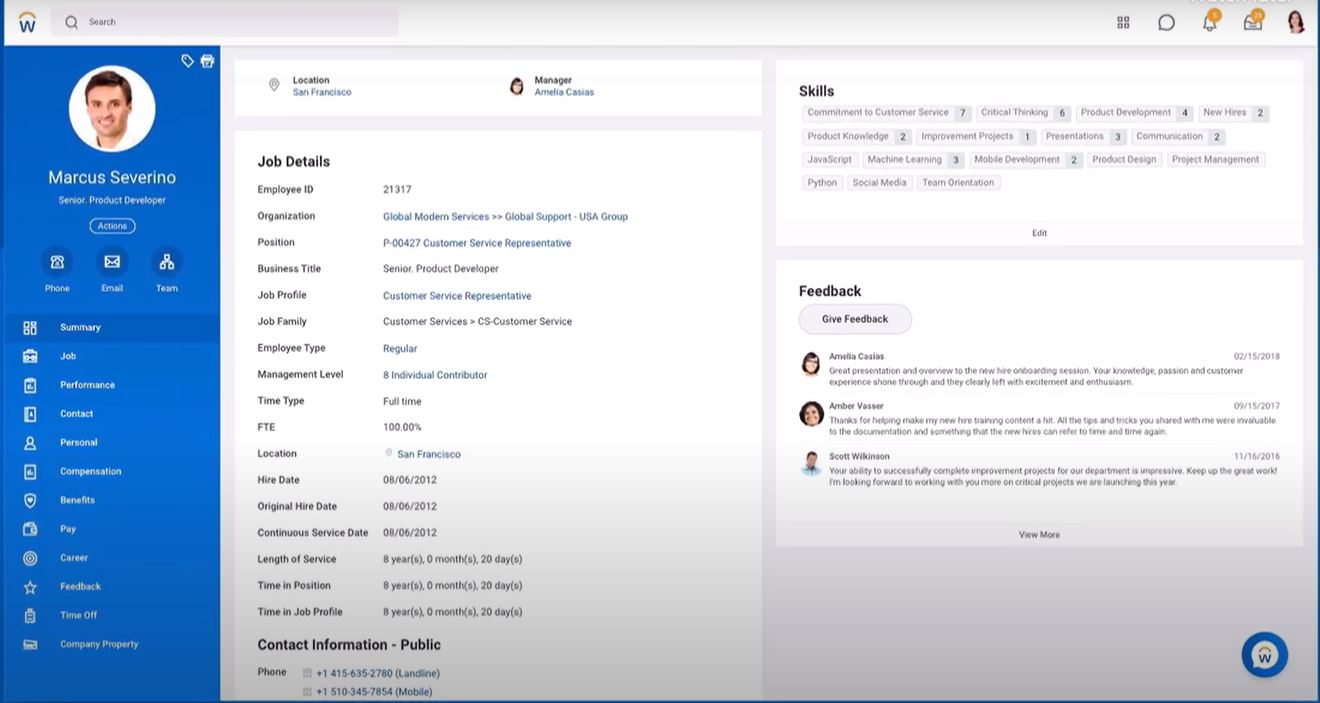 Search
5
Marcus Severino
Senior. Product Developer
Actions
Phone Email Team
Summary
Job
Performance
Contact
Personal
Compensation
Benefits
Pay
Career
Feedback
Time Off
Company Property
Location
San Francisco
Manager
Amelia Casias
Job Details
Employee ID 21317
Organization Global Modern Services >> Global Support - USA Group
Position P-00427 Customer Service Representative
Business Title Senior. Product Developer
Job Profile Customer Service Representative
Job Family Customer Services > CS-Customer Service
Employee Type Regular
Management Level 8 Individual Contributor
Time Type Full time
FTE 100.00%
Location San Francisco
Hire Date 08/06/2012
Original Hire Date 08/06/2012
Continuous Service Date 08/06/2012
Length of Service 8 year(s), 0 month(s), 20 day(s)
Time in Position 8 year(s), 0 month(s), 20 day(s)
Time in Job Profile 8 year(s), 0 month(s), 20 day(s)
Contact Information - Public
Phone +1 415-635-2780 (Landline)
+1 510-345-7854 (Mobile)
Skills
Commitment to Customer Service 7 Critical Thinking 6 Product Development 4 New Hires 2
Product Knowledge 2 Improvement Projects 1 Presentations 3 Communication 2
JavaScript Machine Learning 3 Mobile Development 2 Product Design Project Management
Python Social Media Team Orientation
Edit
Feedback
Give Feedback
Amelia Casias 02/15/2018
Great presentation and overview to the new hire onboarding session. Your knowledge, passion and customer
experience shone through and they clearly left with excitement and enthusiasm.
Amber Vasser 09/15/2017
Thanks for helping make my new hire training content a hit. All the tips and tricks you shared with me were invaluable
to the documentation and something that the new hires can refer to time and time again.
Scott Wilkinson 11/16/2016
Your ability to successfully complete improvement projects for our department is impressive. Keep up the great work!
I'm looking forward to working with you more on critical projects we are launching this year.
View More